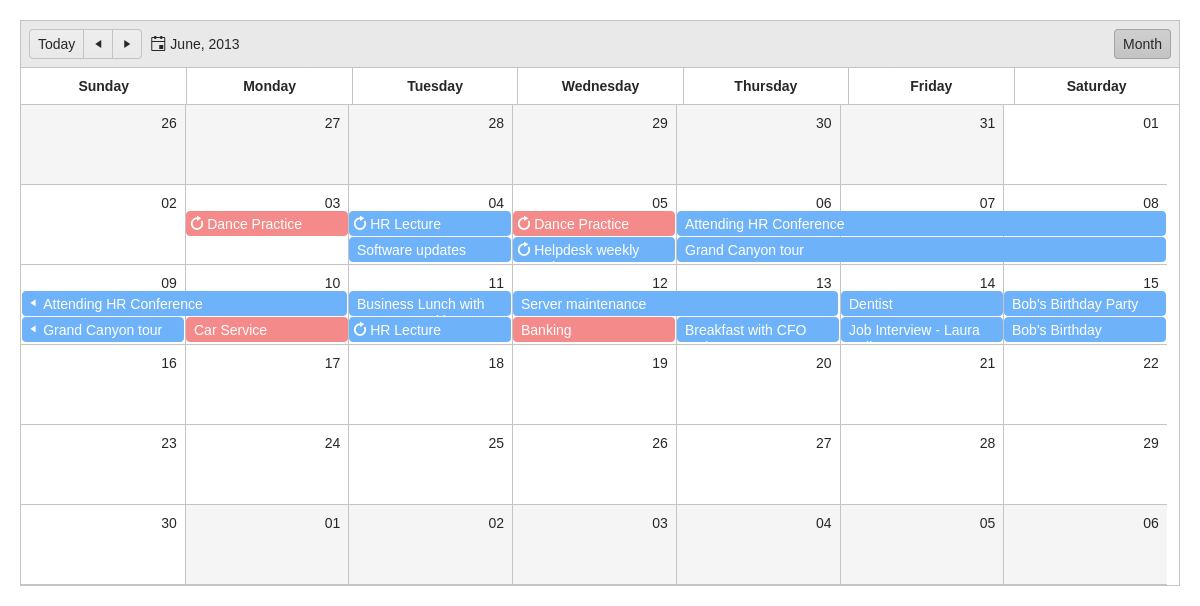 Today June, 2013 Month
Sunday Monday Tuesday Wednesday Thursday Friday Saturday
26 27 28 29 30 31 01
02 03 04 05 06 07 08
Dance Practice HR Lecture Dance Practice Attending HR Conference
Software updates Helpdesk weekly Grand Canyon tour
09 10 11 12 13 14 15
Attending HR Conference Business Lunch with Server maintenance Dentist Bob's Birthday Party
Grand Canyon tour Car Service HR Lecture Banking Breakfast with CFO Job Interview - Laura Bob's Birthday
16 17 18 19 20 21 22
23 24 25 26 27 28 29
30 01 02 03 04 05 06